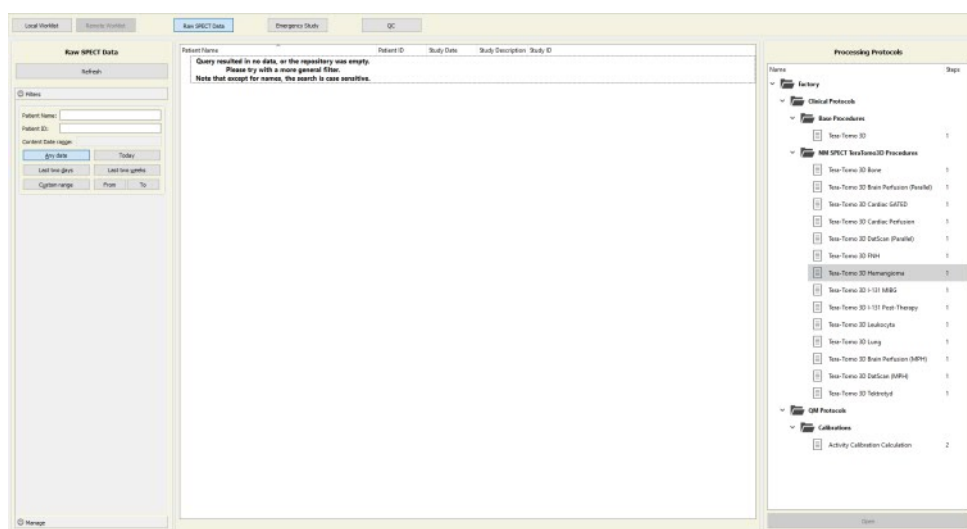 Local Worklist Remote Worklist Raw SPECT Data Emergency Study QC
Raw SPECT Data
Refresh
Filters
Patient Name:
Patient ID:
Content Date range:
Any date Today
Last two days Last two weeks
Custom range From To
Manage
Patient Name Patient ID Study Date Study Description Study ID
Query resulted in no data, or the repository was empty.
Please try with a more general filter.
Note that except for names, the search is case sensitive.
Processing Protocols
Name Steps
Factory
Clinical Protocols
Base Procedures
Tera-Tomo 3D 1
NM SPECT TeraTomo3D Procedures
Tera-Tomo 3D Bone 1
Tera-Tomo 3D Brain Perfusion (Parallel) 1
Tera-Tomo 3D Cardiac GATED 1
Tera-Tomo 3D Cardiac Perfusion 1
Tera-Tomo 3D DatScan (Parallel) 1
Tera-Tomo 3D FNH 1
Tera-Tomo 3D Hemangioma 1
Tera-Tomo 3D I-131 MIBG 1
Tera-Tomo 3D I-131 Post-Therapy 1
Tera-Tomo 3D Leukocyte 1
Tera-Tomo 3D Lung 1
Tera-Tomo 3D Brain Perfusion (MPH) 1
Tera-Tomo 3D DatScan (MPH) 1
Tera-Tomo 3D Tektrotyd 1
QM Protocols
Calibrations
Activity Calibration Calculation 2
Open